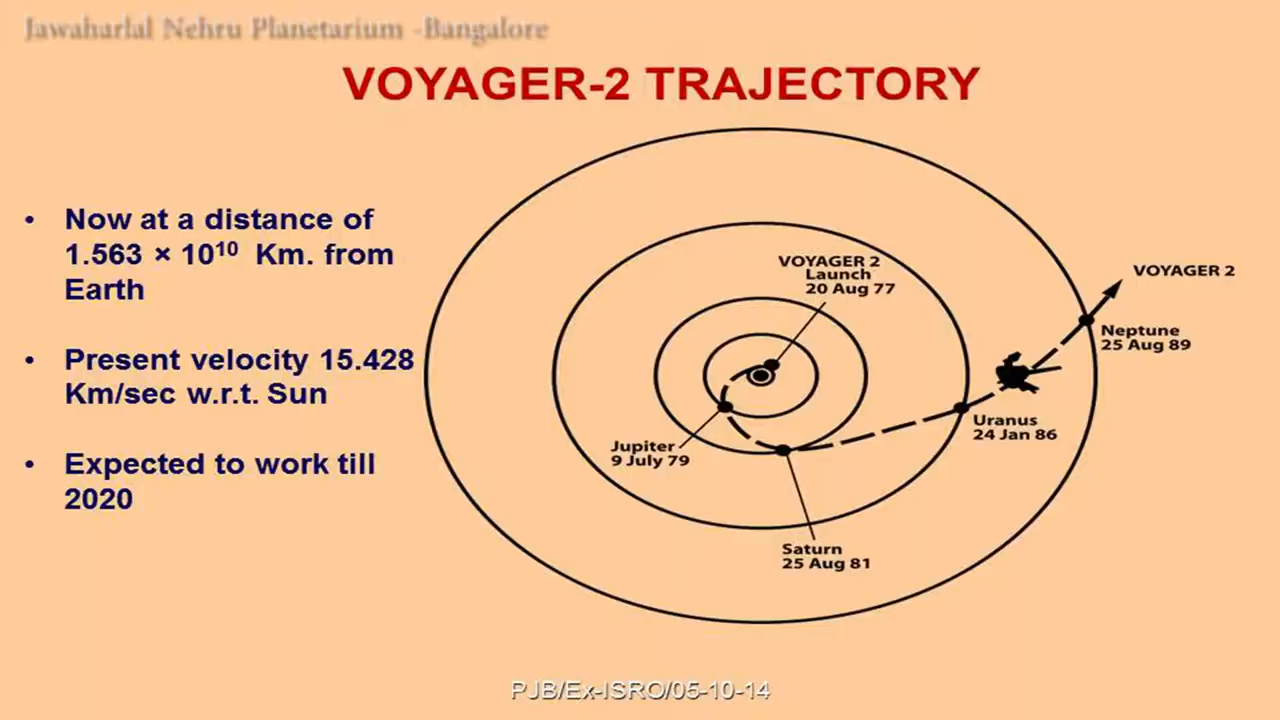 Jawaharlal Nehru Planetarium -Bangalore
VOYAGER-2 TRAJECTORY
• Now at a distance of
1.563 × 10¹⁰ Km. from
Earth
• Present velocity 15.428
Km/sec w.r.t. Sun
• Expected to work till
2020
VOYAGER 2
Launch
20 Aug 77
VOYAGER 2
Neptune
25 Aug 89
Uranus
24 Jan 86
Jupiter
9 July 79
Saturn
25 Aug 81
PJB/Ex-ISRO/05-10-14